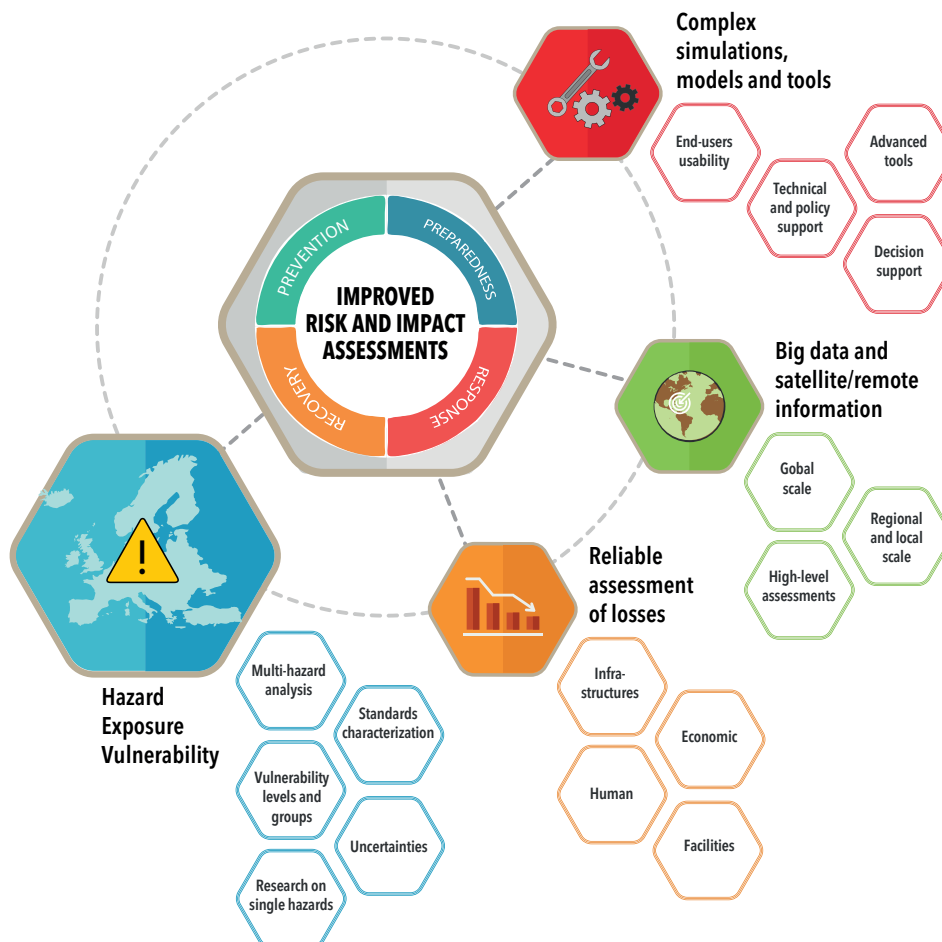 Complex
simulations,
models and tools
End-users
usability
Advanced
tools
Technical
and policy
support
Decision
support
PREVENTION
PREPAREDNESS
IMPROVED
RISK AND IMPACT
ASSESSMENTS
RECOVERY
RESPONSE
Big data and
satellite/remote
information
Gobal
scale
Regional
and local
scale
High-level
assessments
Reliable
assessment
of losses
Infra-
structures
Economic
Human
Facilities
Hazard
Exposure
Vulnerability
Multi-hazard
analysis
Standards
characterization
Vulnerability
levels and
groups
Uncertainties
Research on
single hazards